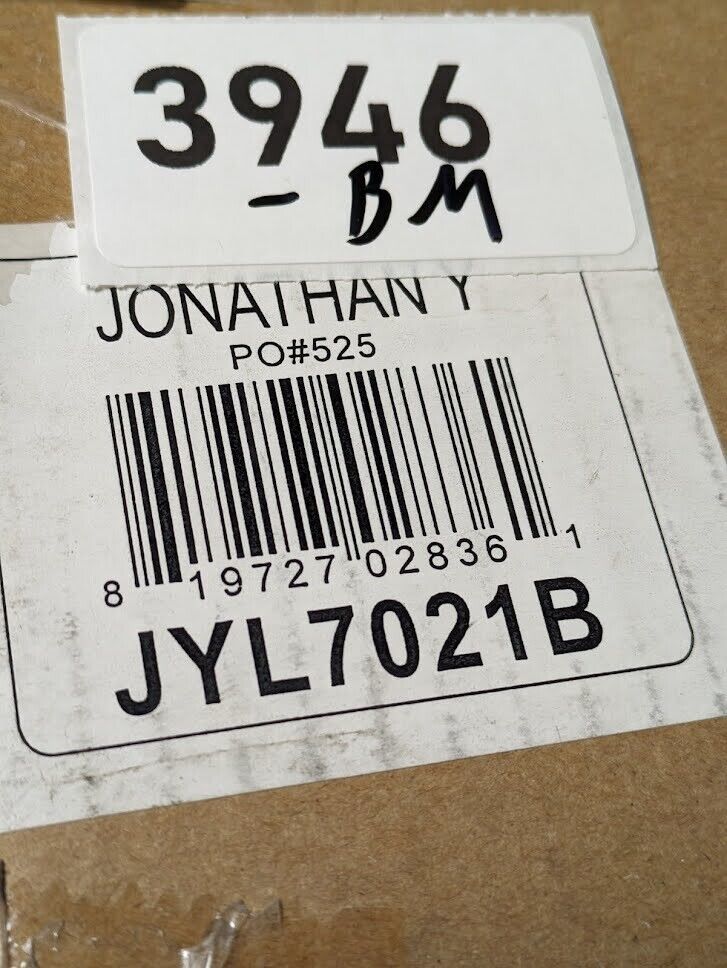 3946
- BM
JONATHAN Y
PO#525
8 19727 02836 1
JYL7021B